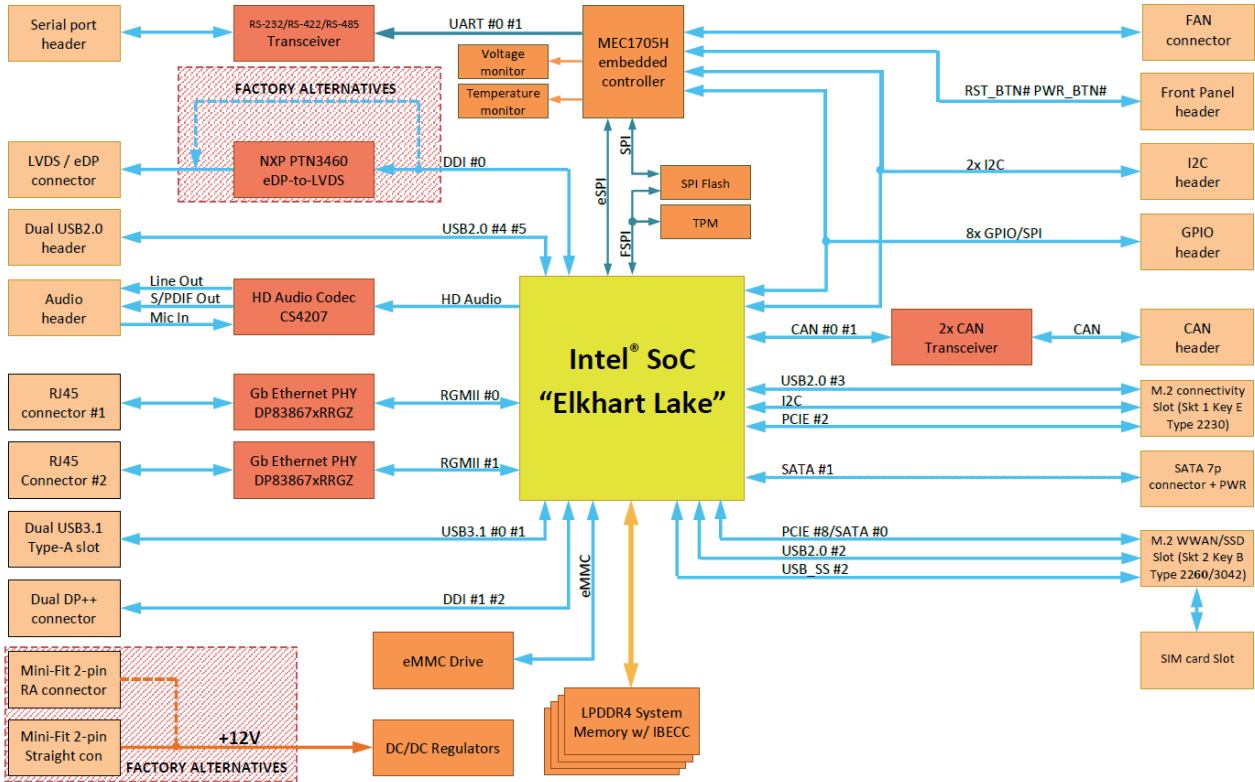 Serial port
header
RS-232/RS-422/RS-485
Transceiver
UART #0 #1
MEC1705H
embedded
controller
FAN
connector
Voltage
monitor
Temperature
monitor
RST_BTN# PWR_BTN#
Front Panel
header
FACTORY ALTERNATIVES
LVDS / eDP
connector
NXP PTN3460
eDP-to-LVDS
DDI #0
eSPI
SPI
FSPI
SPI Flash
TPM
2x I2C
I2C
header
Dual USB2.0
header
USB2.0 #4 #5
8x GPIO/SPI
GPIO
header
Audio
header
Line Out
S/PDIF Out
Mic In
HD Audio Codec
CS4207
HD Audio
Intel® SoC
“Elkhart Lake”
CAN #0 #1
2x CAN
Transceiver
CAN
CAN
header
RJ45
connector #1
Gb Ethernet PHY
DP83867xRRGZ
RGMII #0
USB2.0 #3
I2C
PCIE #2
M.2 connectivity
Slot (Skt 1 Key E
Type 2230)
RJ45
Connector #2
Gb Ethernet PHY
DP83867xRRGZ
RGMII #1
SATA #1
SATA 7p
connector + PWR
Dual USB3.1
Type-A slot
USB3.1 #0 #1
eMMC
PCIE #8/SATA #0
USB2.0 #2
USB_SS #2
M.2 WWAN/SSD
Slot (Skt 2 Key B
Type 2260/3042)
Dual DP++
connector
DDI #1 #2
Mini-Fit 2-pin
RA connector
eMMC Drive
SIM card Slot
Mini-Fit 2-pin
Straight con
+12V
FACTORY ALTERNATIVES
DC/DC Regulators
LPDDR4 System
Memory w/ IBECC